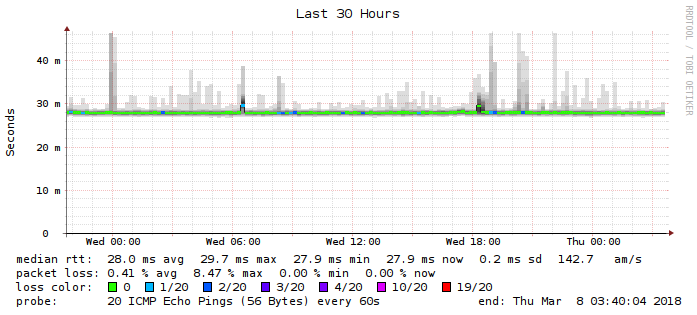 Last 30 Hours
RRDTOOL / TOBI OETIKER
Seconds
40 m
30 m
20 m
10 m
0
Wed 00:00 Wed 06:00 Wed 12:00 Wed 18:00 Thu 00:00
median rtt: 28.0 ms avg 29.7 ms max 27.9 ms min 27.9 ms now 0.2 ms sd 142.7 am/s
packet loss: 0.41 % avg 8.47 % max 0.00 % min 0.00 % now
loss color: 0 1/20 2/20 3/20 4/20 10/20 19/20
probe: 20 ICMP Echo Pings (56 Bytes) every 60s end: Thu Mar 8 03:40:04 2018